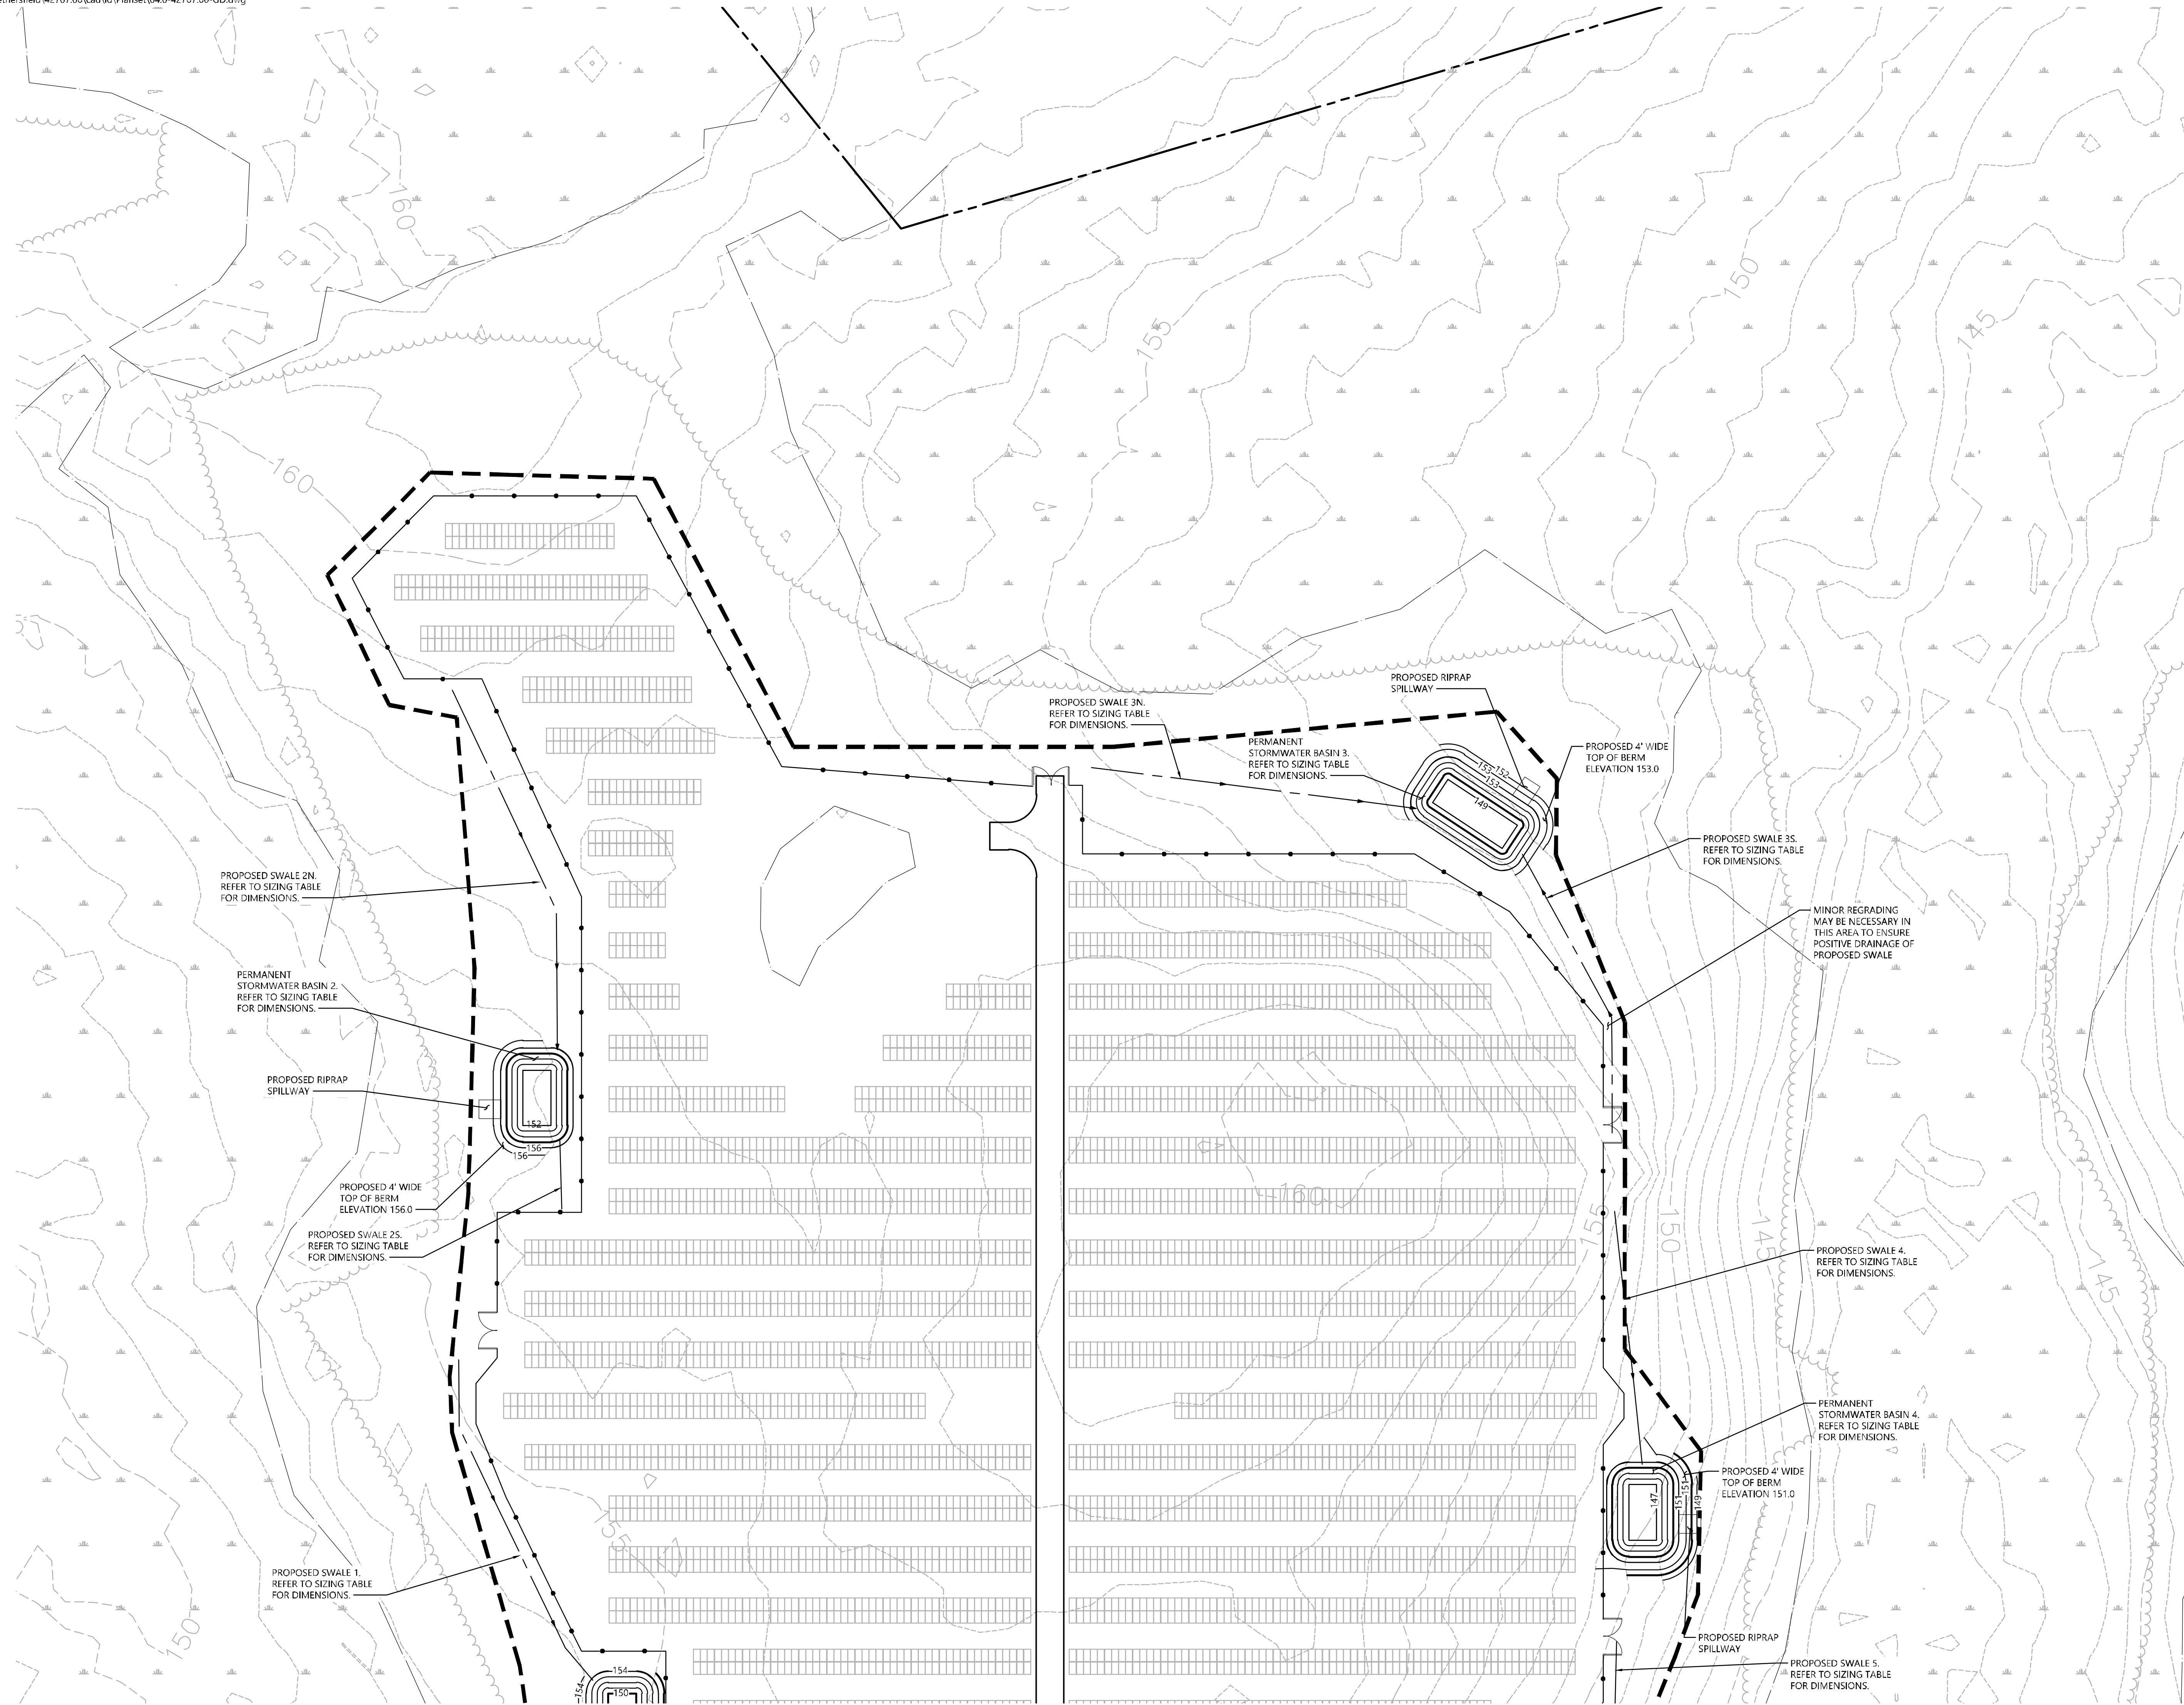 160
150
155
145
160
PROPOSED RIPRAP
SPILLWAY
PROPOSED SWALE 3N.
REFER TO SIZING TABLE
FOR DIMENSIONS.
PERMANENT
STORMWATER BASIN 3.
REFER TO SIZING TABLE
FOR DIMENSIONS.
PROPOSED 4' WIDE
TOP OF BERM
ELEVATION 153.0
153
152
153
149
PROPOSED SWALE 3S.
REFER TO SIZING TABLE
FOR DIMENSIONS.
PROPOSED SWALE 2N.
REFER TO SIZING TABLE
FOR DIMENSIONS.
MINOR REGRADING
MAY BE NECESSARY IN
THIS AREA TO ENSURE
POSITIVE DRAINAGE OF
PROPOSED SWALE
PERMANENT
STORMWATER BASIN 2.
REFER TO SIZING TABLE
FOR DIMENSIONS.
PROPOSED RIPRAP
SPILLWAY
152
156
156
PROPOSED 4' WIDE
TOP OF BERM
ELEVATION 156.0
160
155
150
145
145
PROPOSED SWALE 2S.
REFER TO SIZING TABLE
FOR DIMENSIONS.
PROPOSED SWALE 4.
REFER TO SIZING TABLE
FOR DIMENSIONS.
PERMANENT
STORMWATER BASIN 4.
REFER TO SIZING TABLE
FOR DIMENSIONS.
PROPOSED 4' WIDE
TOP OF BERM
ELEVATION 151.0
147
151
151
149
155
PROPOSED SWALE 1.
REFER TO SIZING TABLE
FOR DIMENSIONS.
150
PROPOSED RIPRAP
SPILLWAY
PROPOSED SWALE 5.
REFER TO SIZING TABLE
FOR DIMENSIONS.
154
154
150